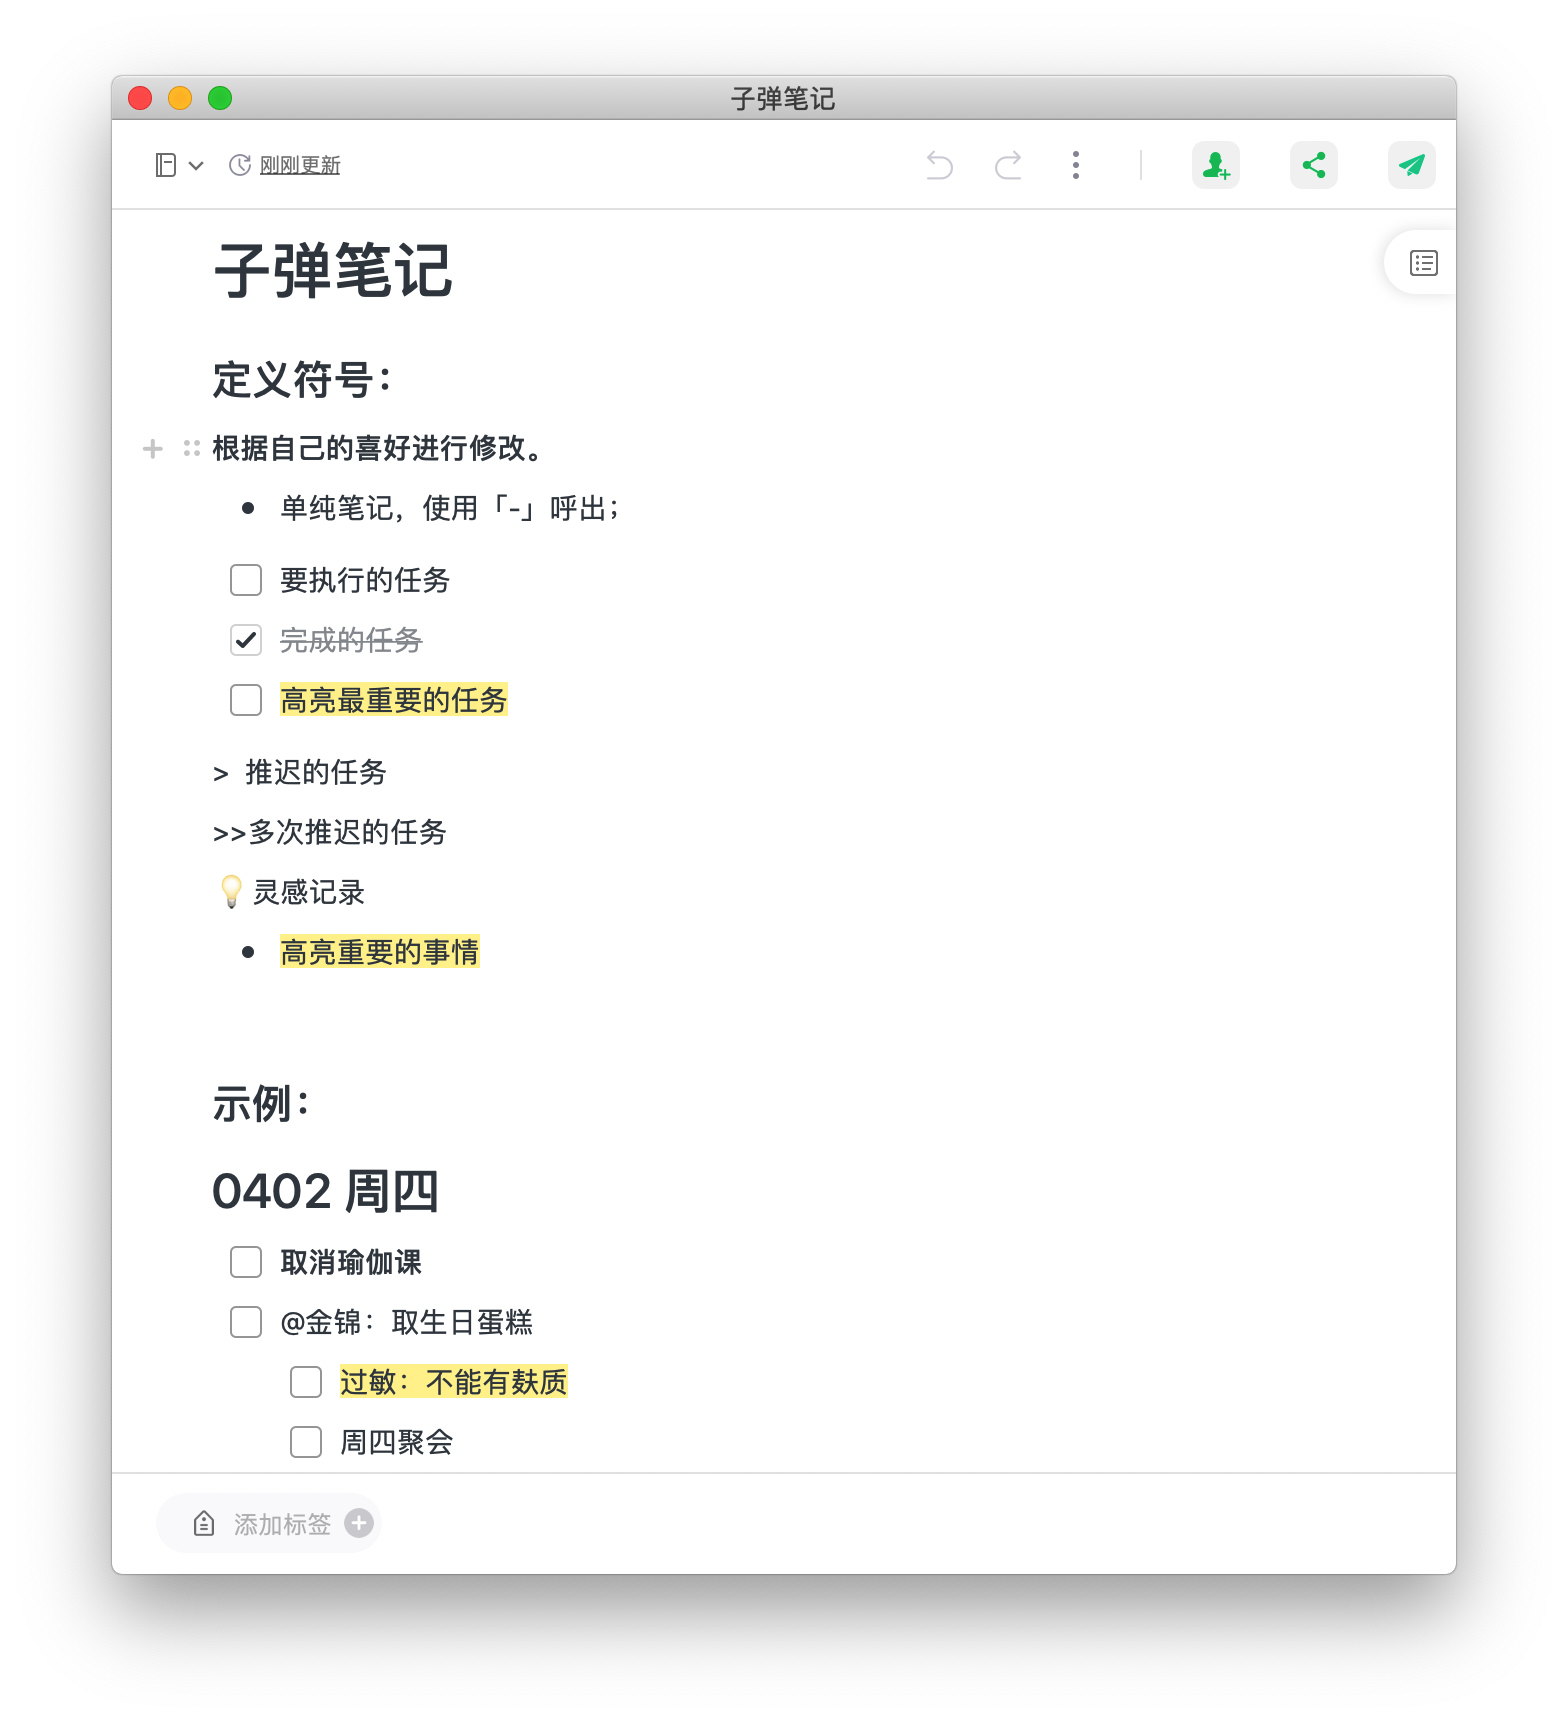 子弹笔记
刚刚更新
子弹笔记
定义符号：
根据自己的喜好进行修改。
单纯笔记，使用「-」呼出；
要执行的任务
完成的任务
高亮最重要的任务
> 推迟的任务
>>多次推迟的任务
💡灵感记录
高亮重要的事情
示例：
0402 周四
取消瑜伽课
@金锦：取生日蛋糕
过敏：不能有麸质
周四聚会
添加标签